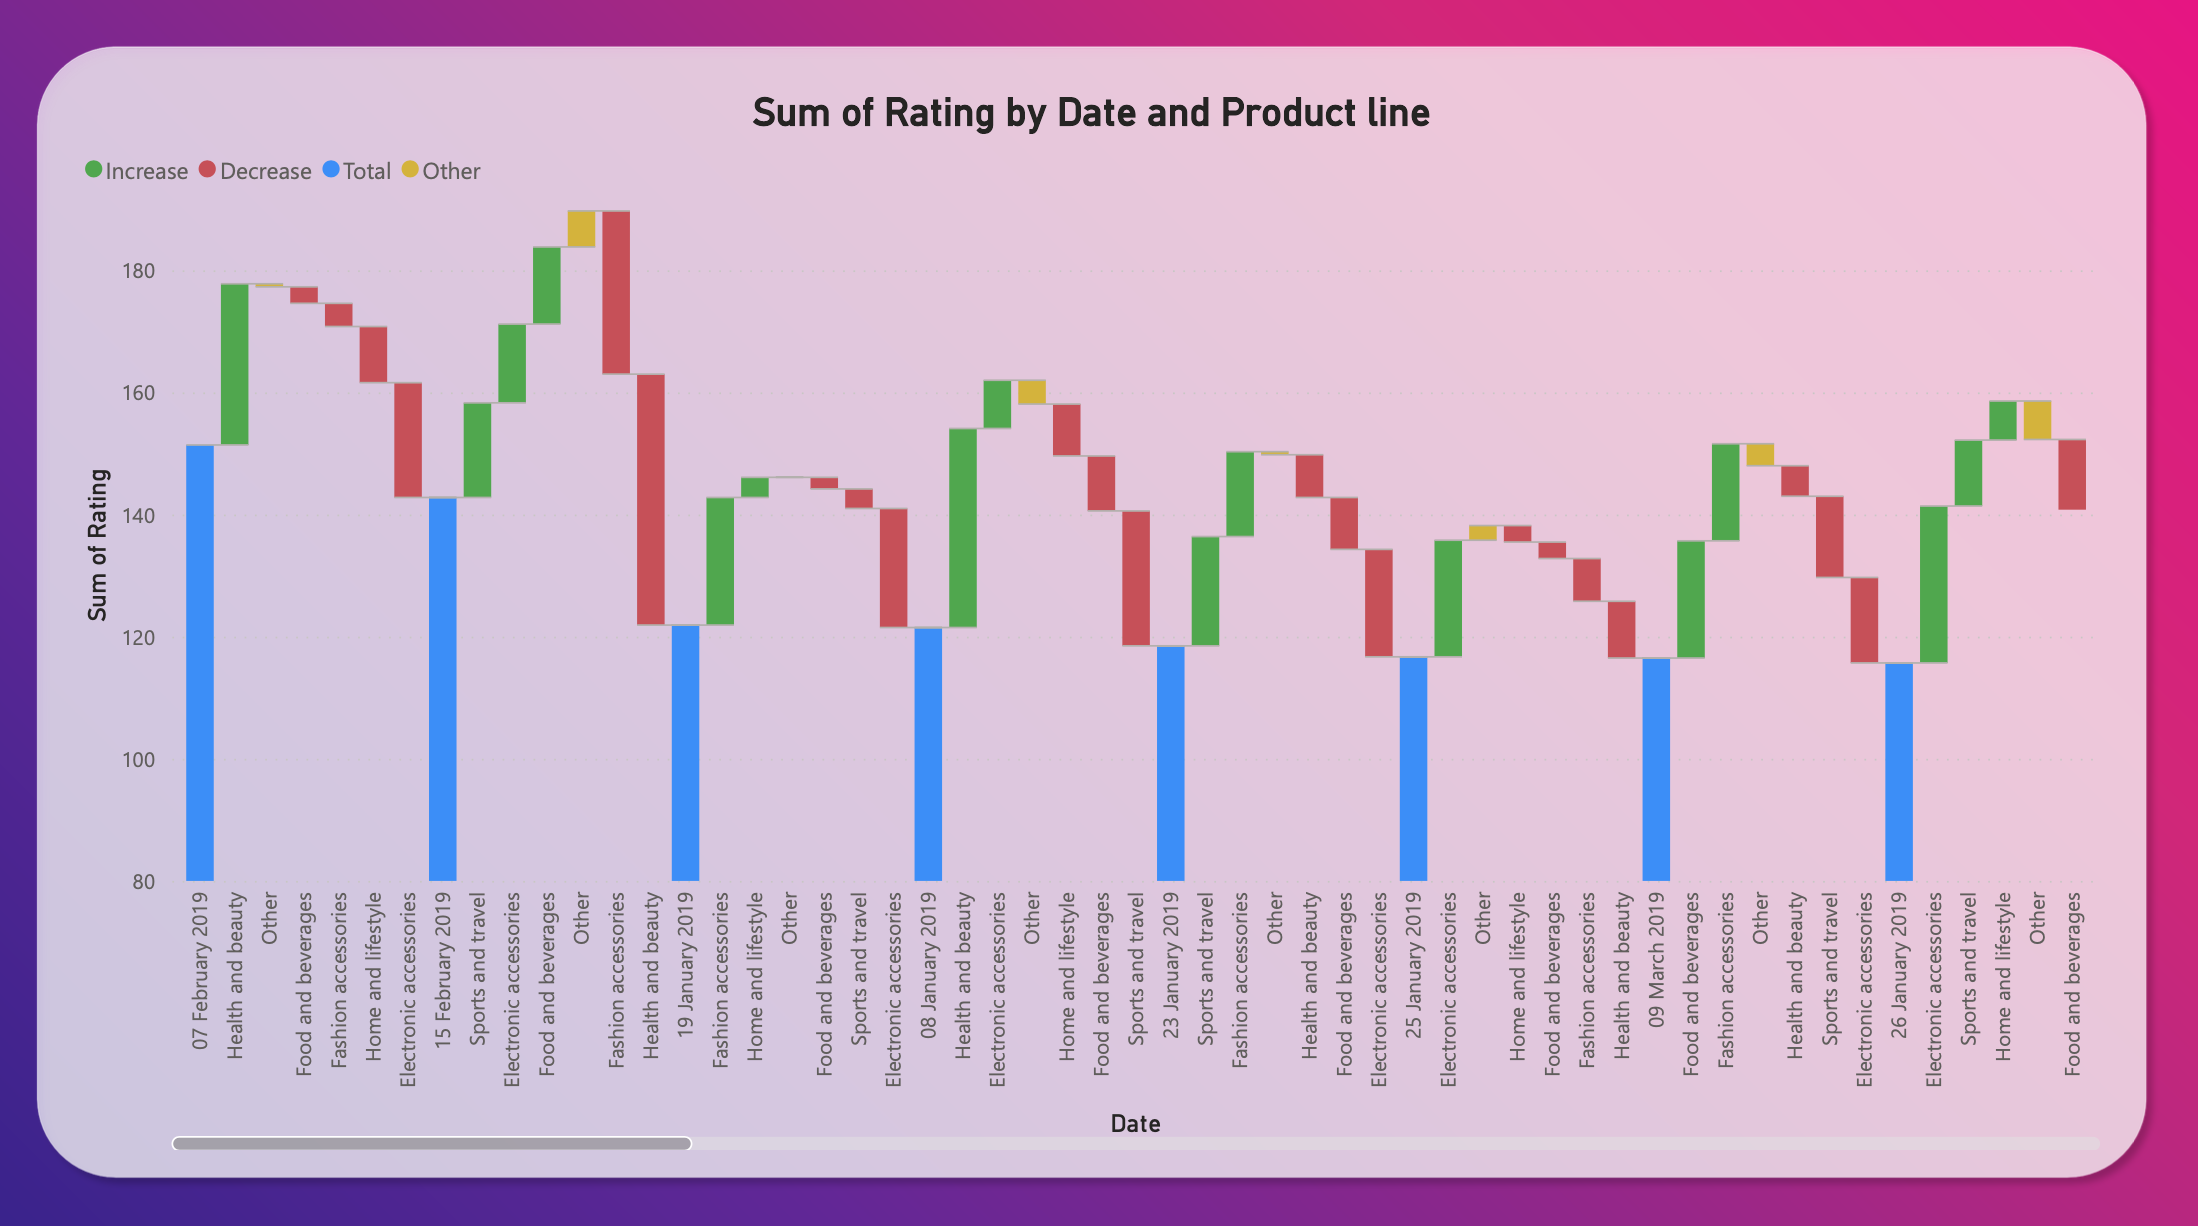 Sum of Rating by Date and Product line
Increase Decrease Total Other
180
160
140
120
100
80
Sum of Rating
07 February 2019
Health and beauty
Other
Food and beverages
Fashion accessories
Home and lifestyle
Electronic accessories
15 February 2019
Sports and travel
Electronic accessories
Food and beverages
Other
Fashion accessories
Health and beauty
19 January 2019
Fashion accessories
Home and lifestyle
Other
Food and beverages
Sports and travel
Electronic accessories
08 January 2019
Health and beauty
Electronic accessories
Other
Home and lifestyle
Food and beverages
Sports and travel
23 January 2019
Sports and travel
Fashion accessories
Other
Health and beauty
Food and beverages
Electronic accessories
25 January 2019
Electronic accessories
Other
Home and lifestyle
Food and beverages
Fashion accessories
Health and beauty
09 March 2019
Food and beverages
Fashion accessories
Other
Health and beauty
Sports and travel
Electronic accessories
26 January 2019
Electronic accessories
Sports and travel
Home and lifestyle
Other
Food and beverages
Date